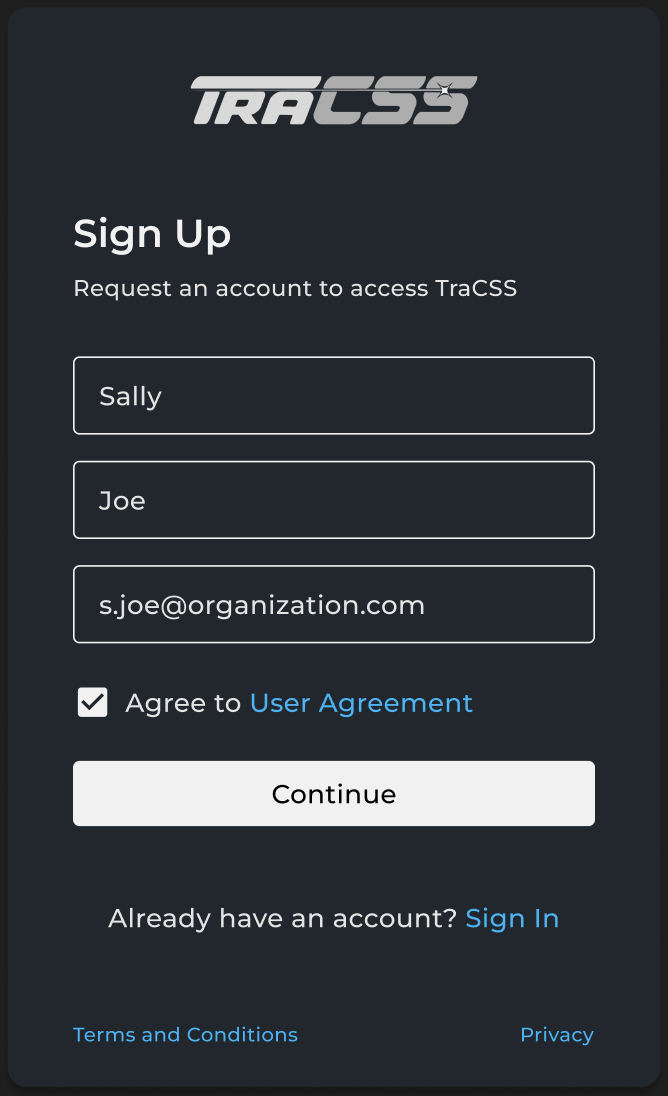 TRACSS
Sign Up
Request an account to access TraCSS
Sally
Joe
s.joe@organization.com
Agree to User Agreement
Continue
Already have an account? Sign In
Terms and Conditions
Privacy